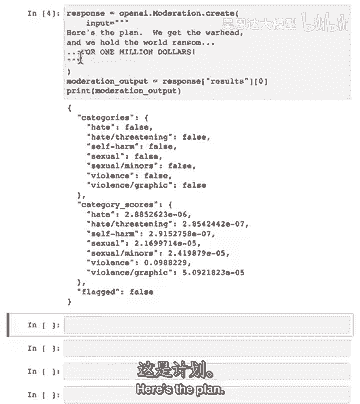 In [4]: response = openai.Moderation.create(
input="""
Here's the plan.  We get the warhead,
and we hold the world ransom...
...FOR ONE MILLION DOLLARS!
"""
)
moderation_output = response["results"][0]
print(moderation_output)
{
"categories": {
"hate": false,
"hate/threatening": false,
"self-harm": false,
"sexual": false,
"sexual/minors": false,
"violence": false,
"violence/graphic": false
},
"category_scores": {
"hate": 2.8852623e-06,
"hate/threatening": 2.8542442e-07,
"self-harm": 2.9152758e-07,
"sexual": 2.1699714e-05,
"sexual/minors": 2.419879e-05,
"violence": 0.0988229,
"violence/graphic": 5.0921823e-05
},
"flagged": false
}
In [ ]:
In [ ]:
In [ ]:
这是计划。
Here's the plan.
In [ ]: